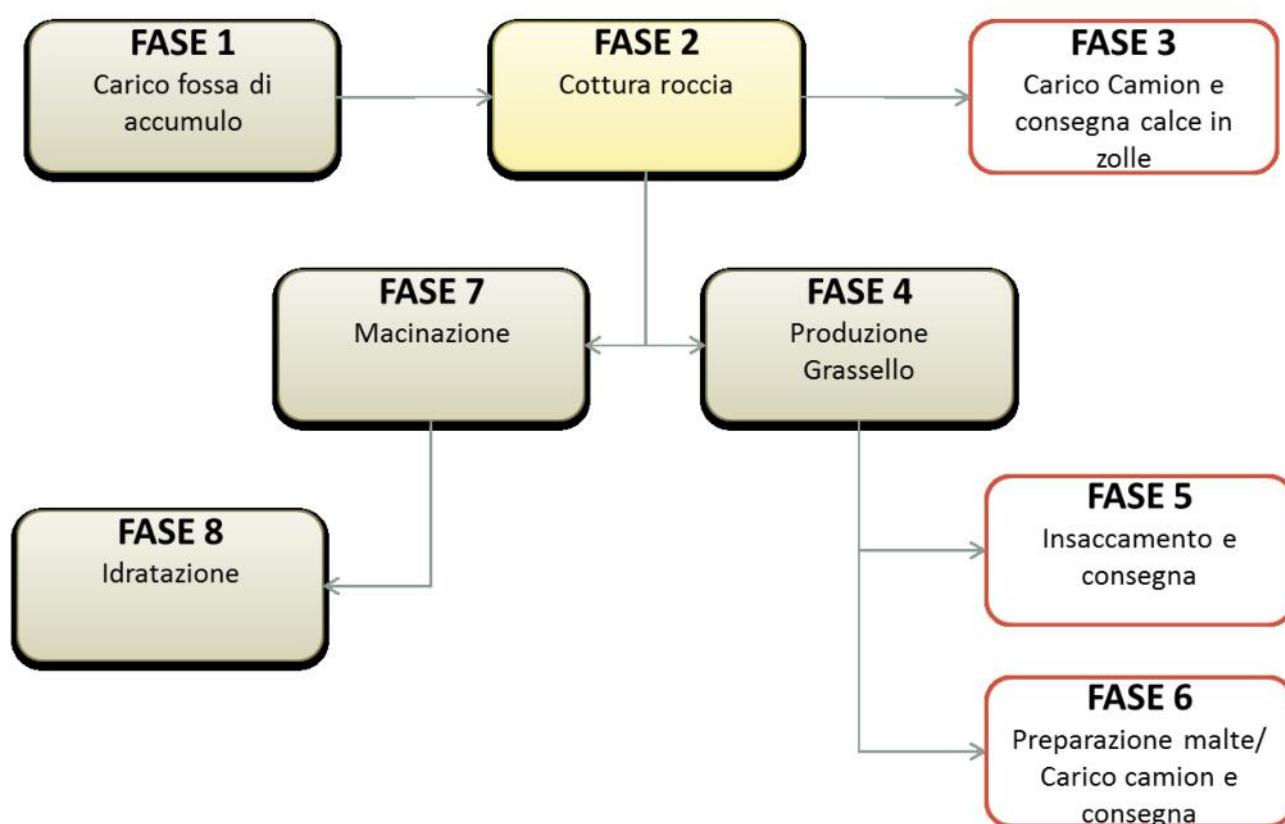 FASE 1
Carico fossa di
accumulo
FASE 2
Cottura roccia
FASE 3
Carico Camion e
consegna calce in
zolle
FASE 7
Macinazione
FASE 4
Produzione
Grassello
FASE 8
Idratazione
FASE 5
Insaccamento e
consegna
FASE 6
Preparazione malte/
Carico camion e
consegna